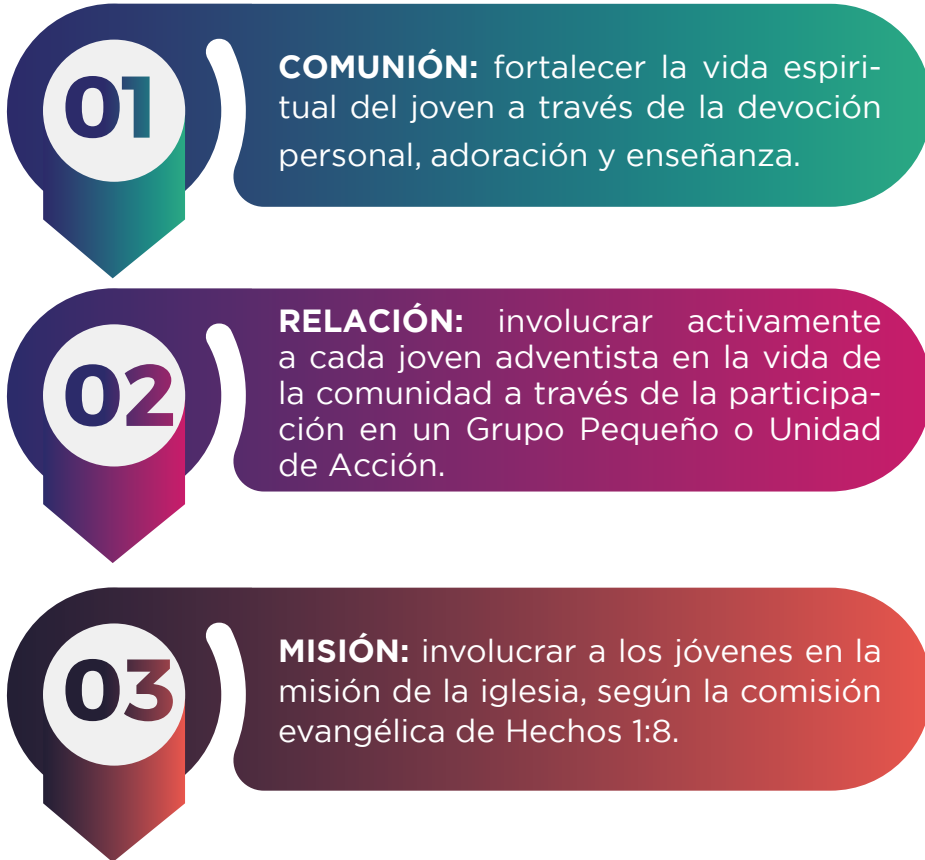 01
COMUNIÓN: fortalecer la vida espiri-
tual del joven a través de la devoción
personal, adoración y enseñanza.
02
RELACIÓN: involucrar activamente
a cada joven adventista en la vida de
la comunidad a través de la participa-
ción en un Grupo Pequeño o Unidad
de Acción.
03
MISIÓN: involucrar a los jóvenes en la
misión de la iglesia, según la comisión
evangélica de Hechos 1:8.